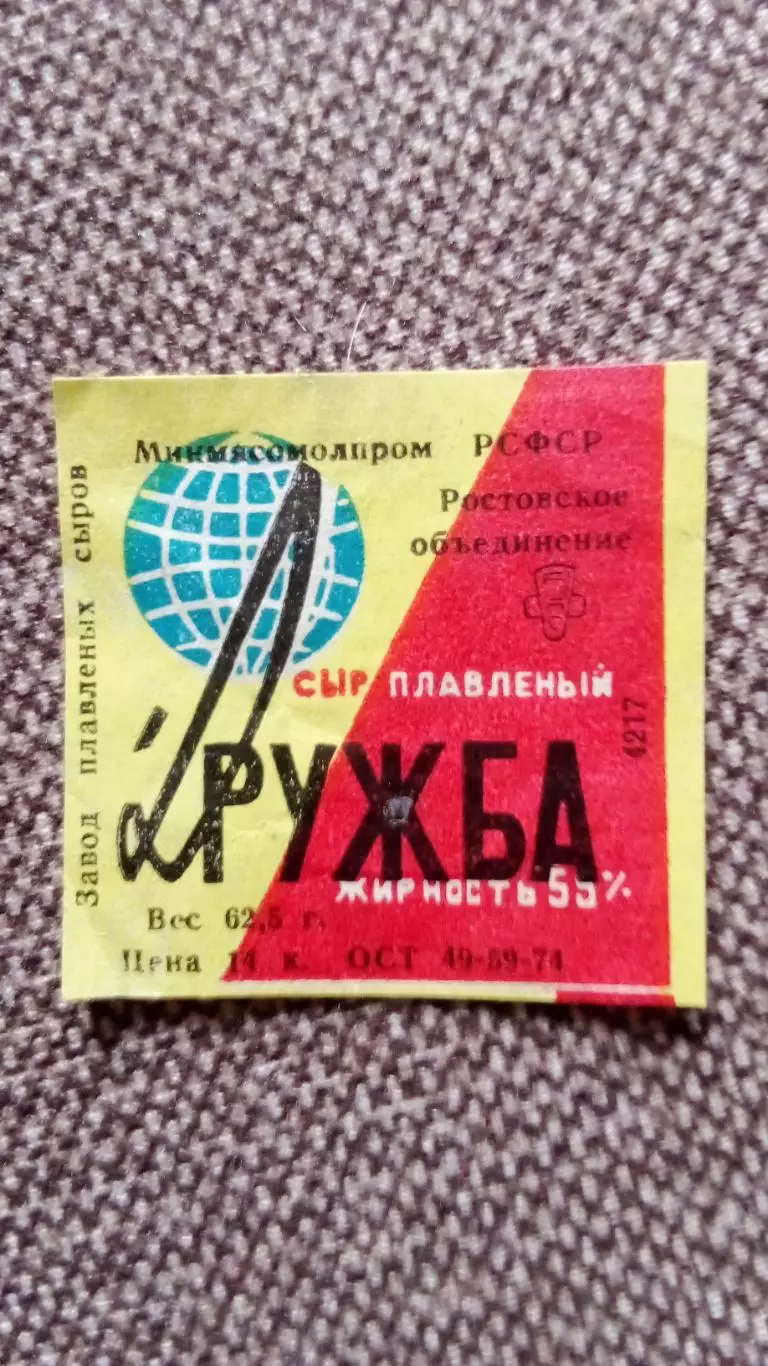 Минмясомолпром РСФСР
Ростовское
объединение
Завод плавленых сыров
СЫР ПЛАВЛЕНЫЙ
4217
ДРУЖБА
ЖИРНОСТЬ 55%
Вес 62,5 г.
Цена 14 к. ОСТ 49-59-74